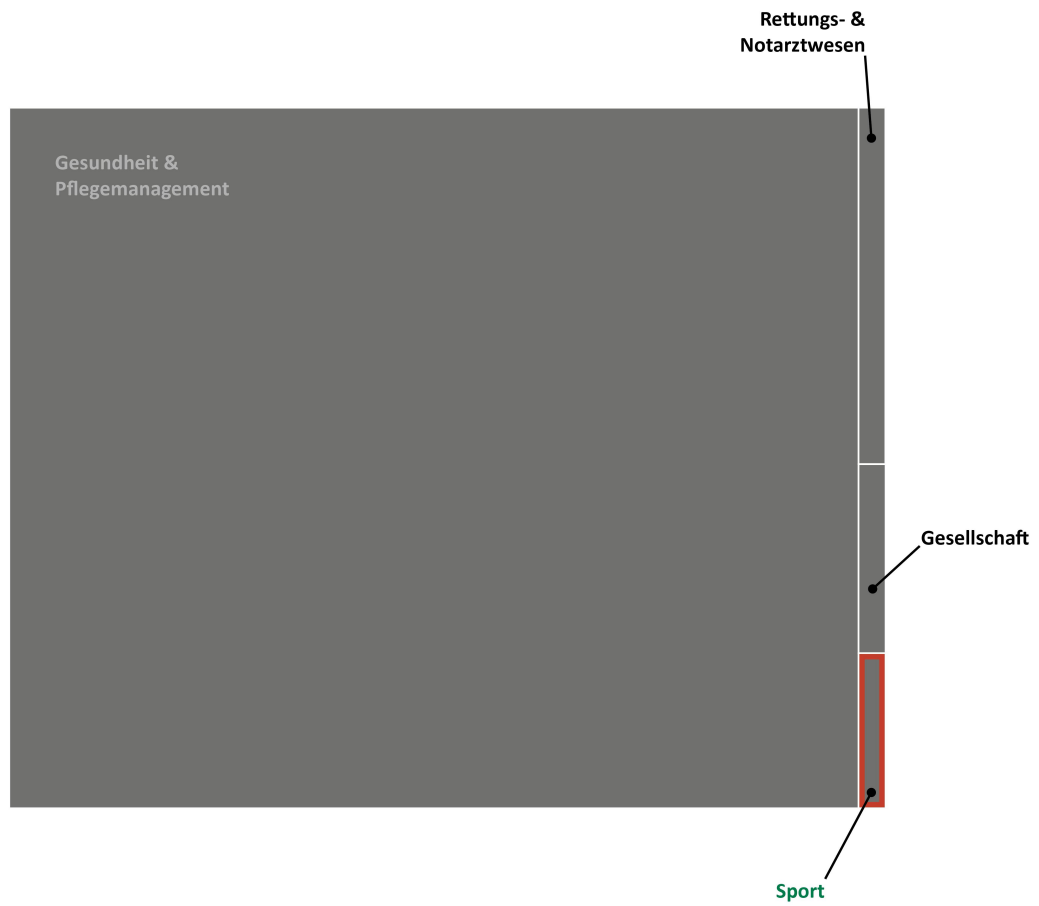 Rettungs- &
Notarztwesen
Gesundheit &
Pflegemanagement
Gesellschaft
Sport